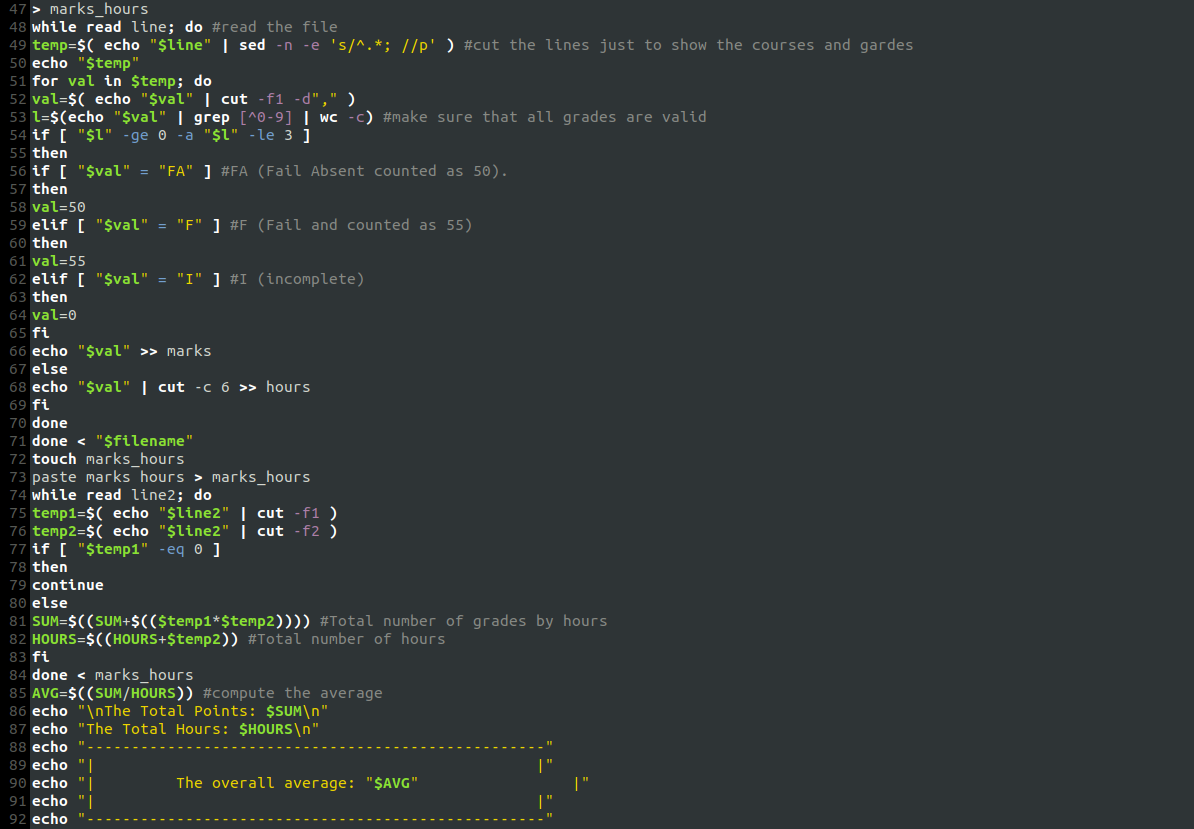 47 > marks_hours
48 while read line; do #read the file
49 temp=$( echo "$line" | sed -n -e 's/^.*; //p' ) #cut the lines just to show the courses and gardes
50 echo "$temp"
51 for val in $temp; do
52 val=$( echo "$val" | cut -f1 -d"," )
53 l=$(echo "$val" | grep [^0-9] | wc -c) #make sure that all grades are valid
54 if [ "$l" -ge 0 -a "$l" -le 3 ]
55 then
56 if [ "$val" = "FA" ] #FA (Fail Absent counted as 50).
57 then
58 val=50
59 elif [ "$val" = "F" ] #F (Fail and counted as 55)
60 then
61 val=55
62 elif [ "$val" = "I" ] #I (incomplete)
63 then
64 val=0
65 fi
66 echo "$val" >> marks
67 else
68 echo "$val" | cut -c 6 >> hours
69 fi
70 done
71 done < "$filename"
72 touch marks_hours
73 paste marks hours > marks_hours
74 while read line2; do
75 temp1=$( echo "$line2" | cut -f1 )
76 temp2=$( echo "$line2" | cut -f2 )
77 if [ "$temp1" -eq 0 ]
78 then
79 continue
80 else
81 SUM=$((SUM+$(($temp1*$temp2)))) #Total number of grades by hours
82 HOURS=$((HOURS+$temp2)) #Total number of hours
83 fi
84 done < marks_hours
85 AVG=$((SUM/HOURS)) #compute the average
86 echo "\nThe Total Points: $SUM\n"
87 echo "The Total Hours: $HOURS\n"
88 echo "---------------------------------------------------"
89 echo "|                                                 |"
90 echo "|         The overall average: "$AVG"                 |"
91 echo "|                                                 |"
92 echo "---------------------------------------------------"